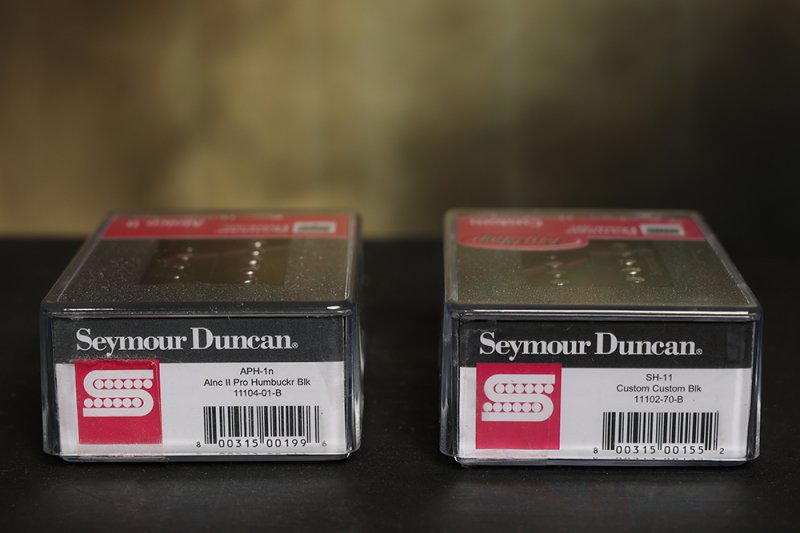 Seymour Duncan®
APH-1n
Alnc II Pro Humbuckr Blk
11104-01-B
8 00315 00199 6
Seymour Duncan®
SH-11
Custom Custom Blk
11102-70-B
8 00315 00155 2